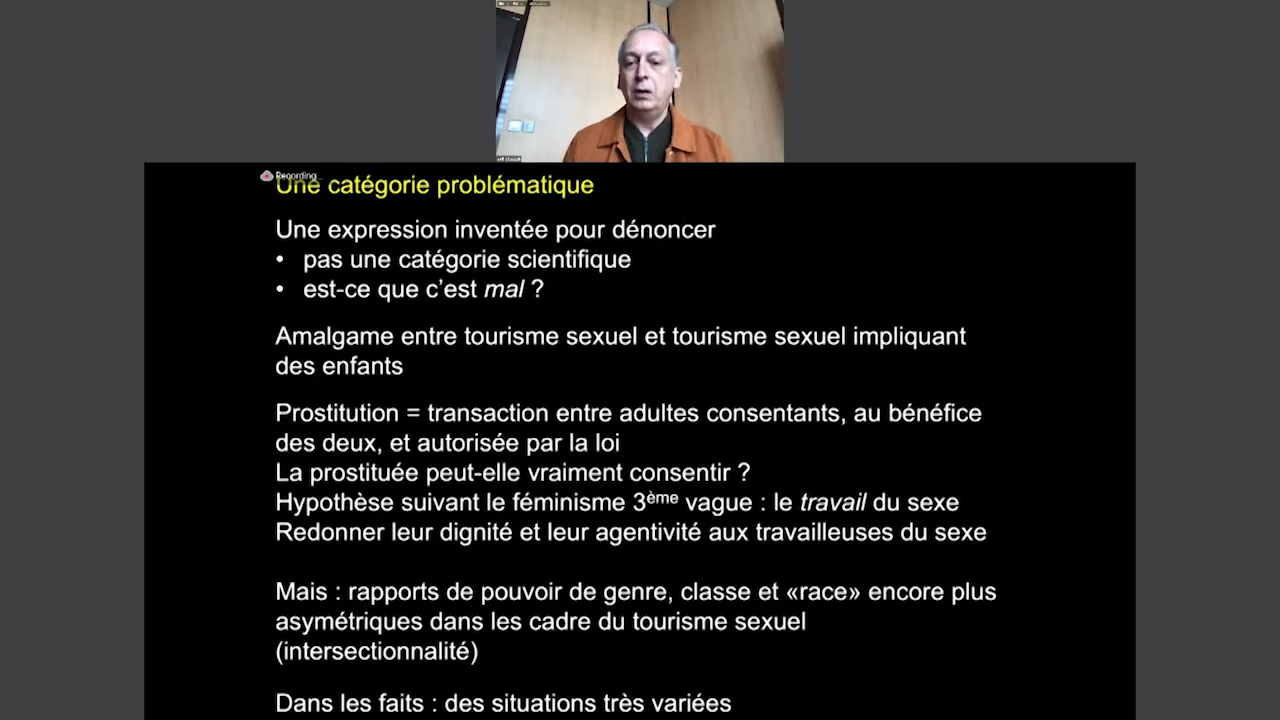 Recording...
Une catégorie problématique
Une expression inventée pour dénoncer
• pas une catégorie scientifique
• est-ce que c’est mal ?
Amalgame entre tourisme sexuel et tourisme sexuel impliquant
des enfants
Prostitution = transaction entre adultes consentants, au bénéfice
des deux, et autorisée par la loi
La prostituée peut-elle vraiment consentir ?
Hypothèse suivant le féminisme 3ème vague : le travail du sexe
Redonner leur dignité et leur agentivité aux travailleuses du sexe
Mais : rapports de pouvoir de genre, classe et «race» encore plus
asymétriques dans les cadre du tourisme sexuel
(intersectionnalité)
Dans les faits : des situations très variées